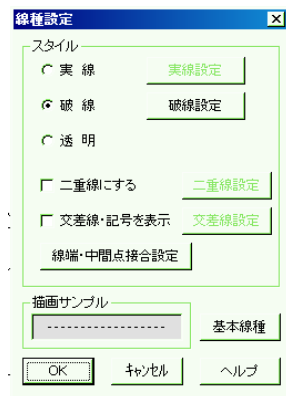 線種設定
スタイル
実 線 実線設定
破 線 破線設定
透 明
二重線にする 二重線設定
交差線・記号を表示 交差線設定
線端・中間点接合設定
描画サンプル
基本線種
OK キャンセル ヘルプ